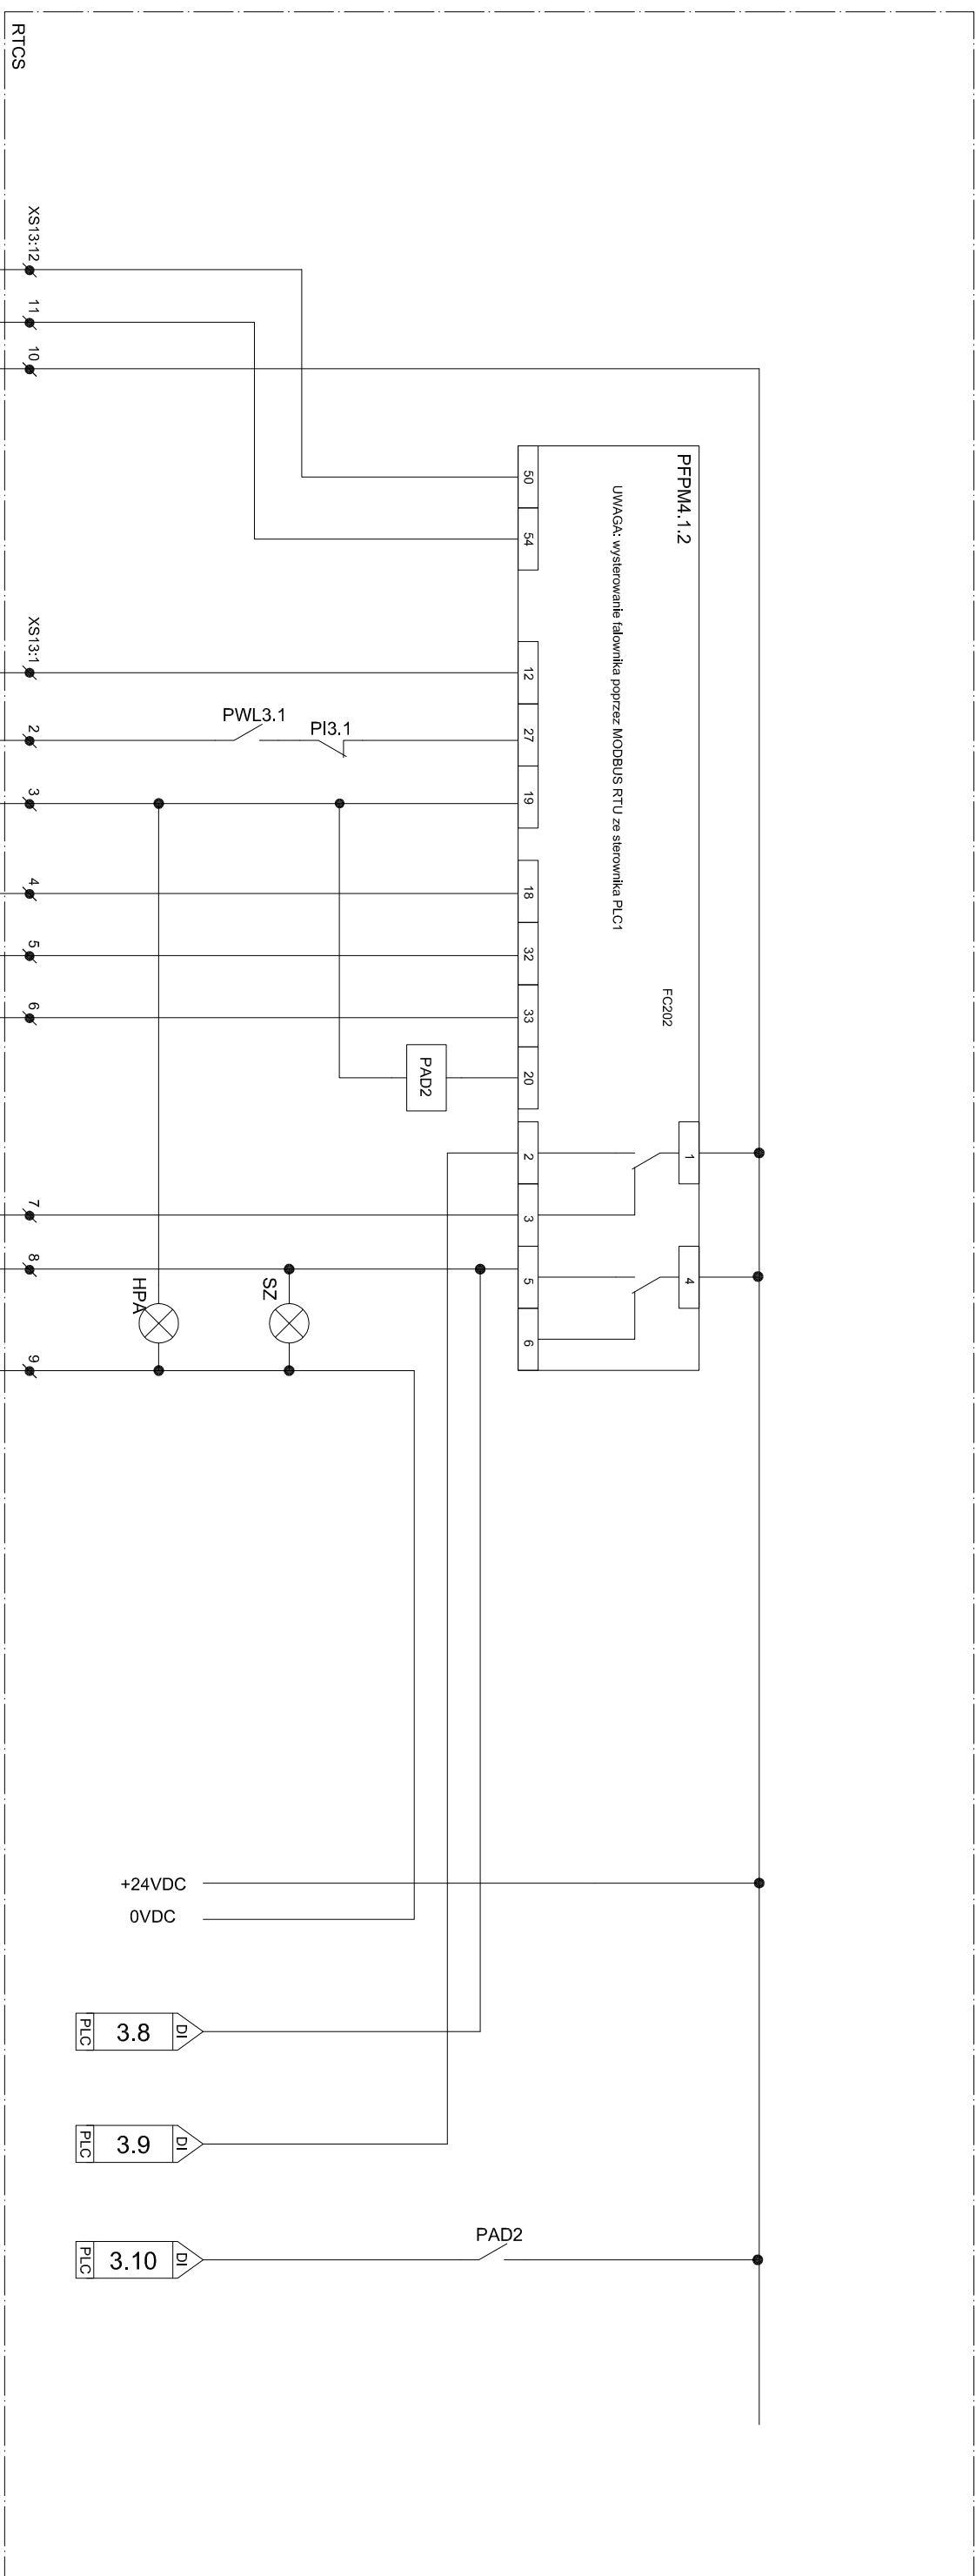 RTCS
XS13:12
11
10
PFPM4.1.2
UWAGA: wysterowanie falownika poprzez MODBUS RTU ze sterownika PLC1
FC202
50
54
12
27
19
18
32
33
20
2
3
5
6
1
4
XS13:1
2
PWL3.1
PI3.1
3
4
5
6
PAD2
7
8
HPA
SZ
9
+24VDC
0VDC
PLC 3.8 DI
PLC 3.9 DI
PAD2
PLC 3.10 DI